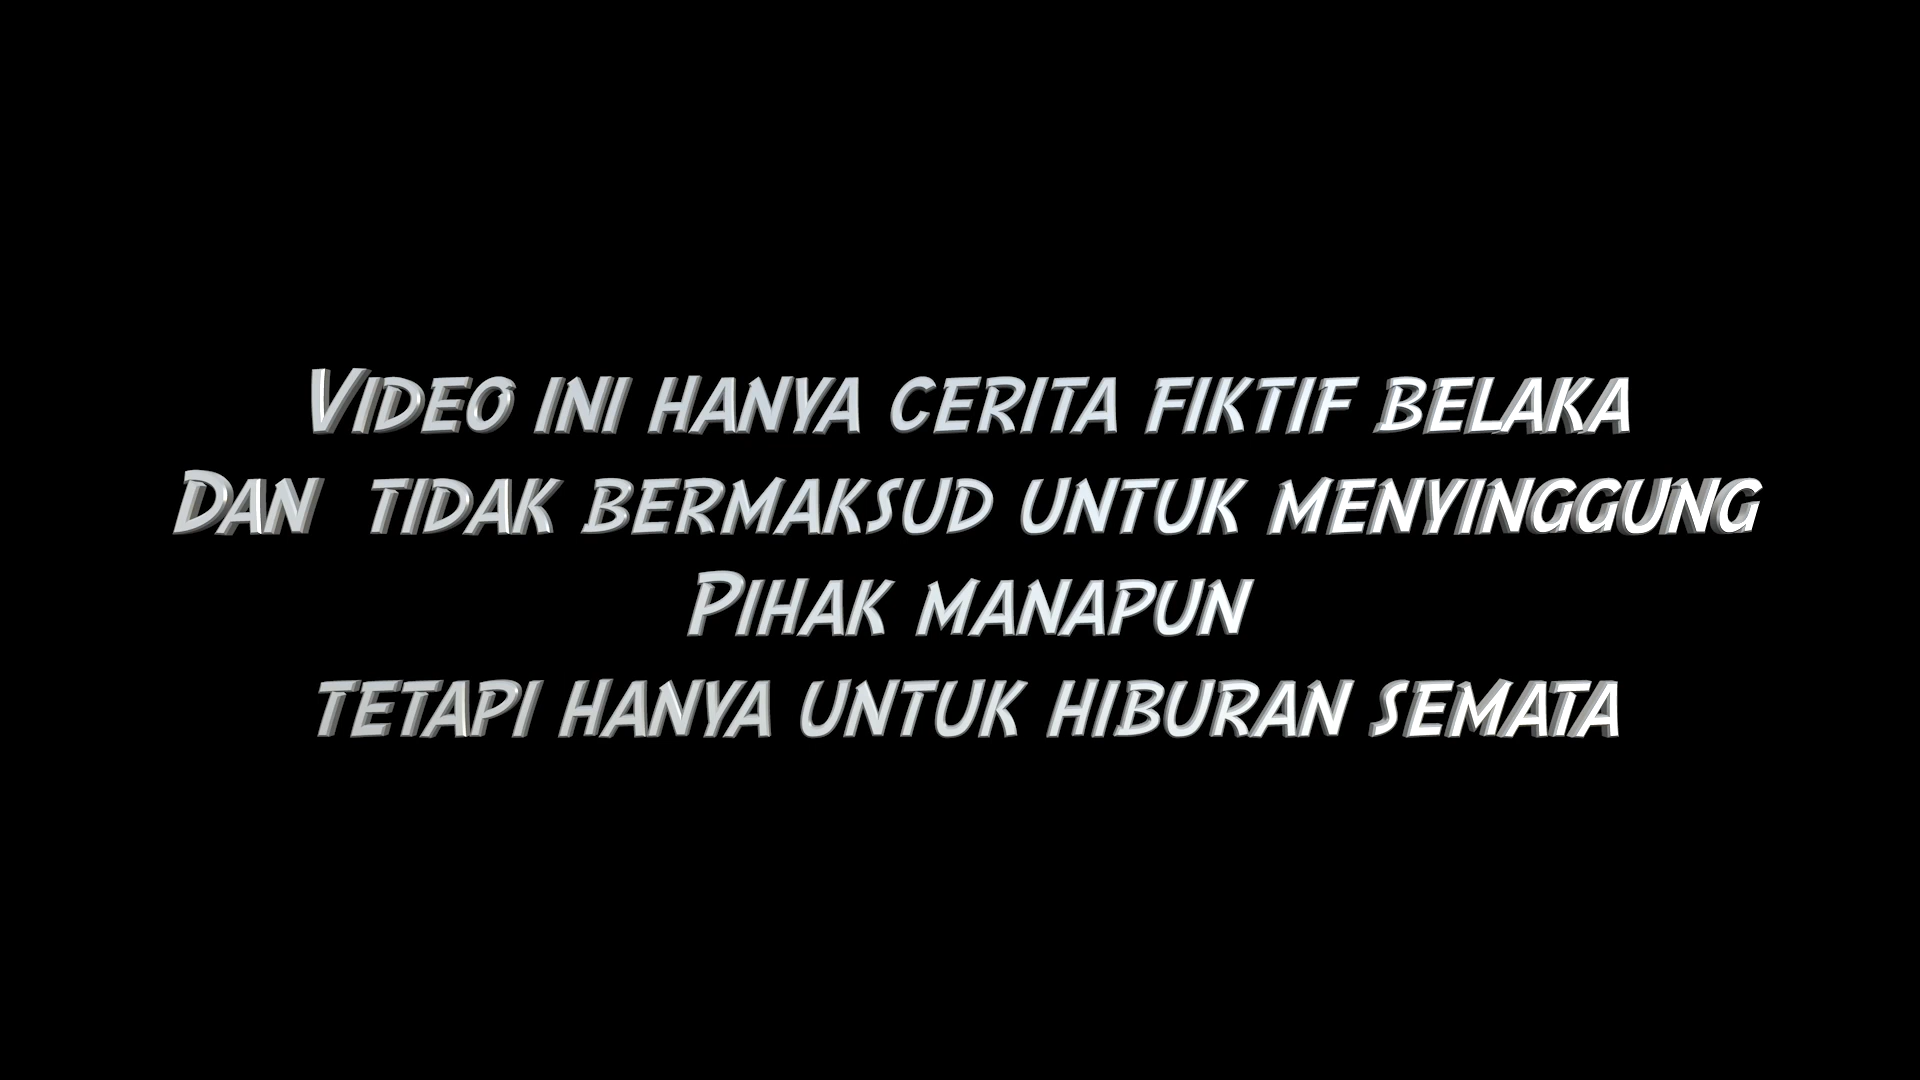 Video ini hanya cerita fiktif belaka
Dan  tidak bermaksud untuk menyinggung
Pihak manapun
tetapi hanya untuk hiburan semata